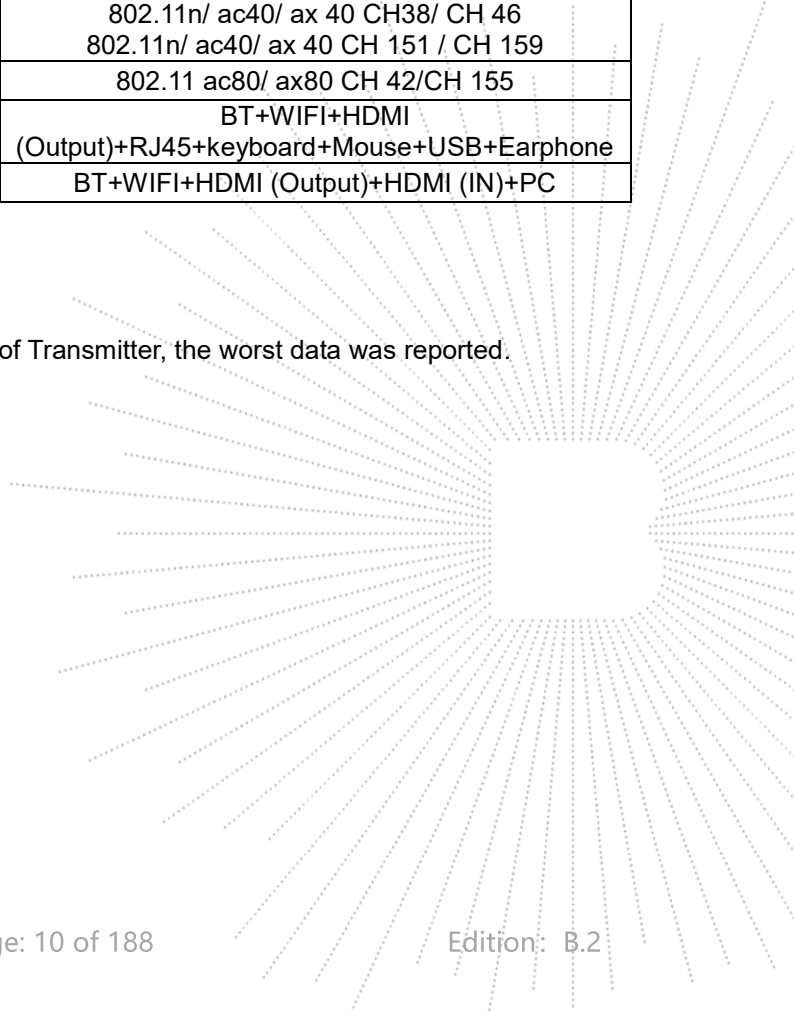 802.11n/ ac40/ ax 40 CH38/ CH 46
802.11n/ ac40/ ax 40 CH 151 / CH 159
802.11 ac80/ ax80 CH 42/CH 155
BT+WIFI+HDMI
(Output)+RJ45+keyboard+Mouse+USB+Earphone
BT+WIFI+HDMI (Output)+HDMI (IN)+PC
of Transmitter, the worst data was reported.
e: 10 of 188 Edition: B.2